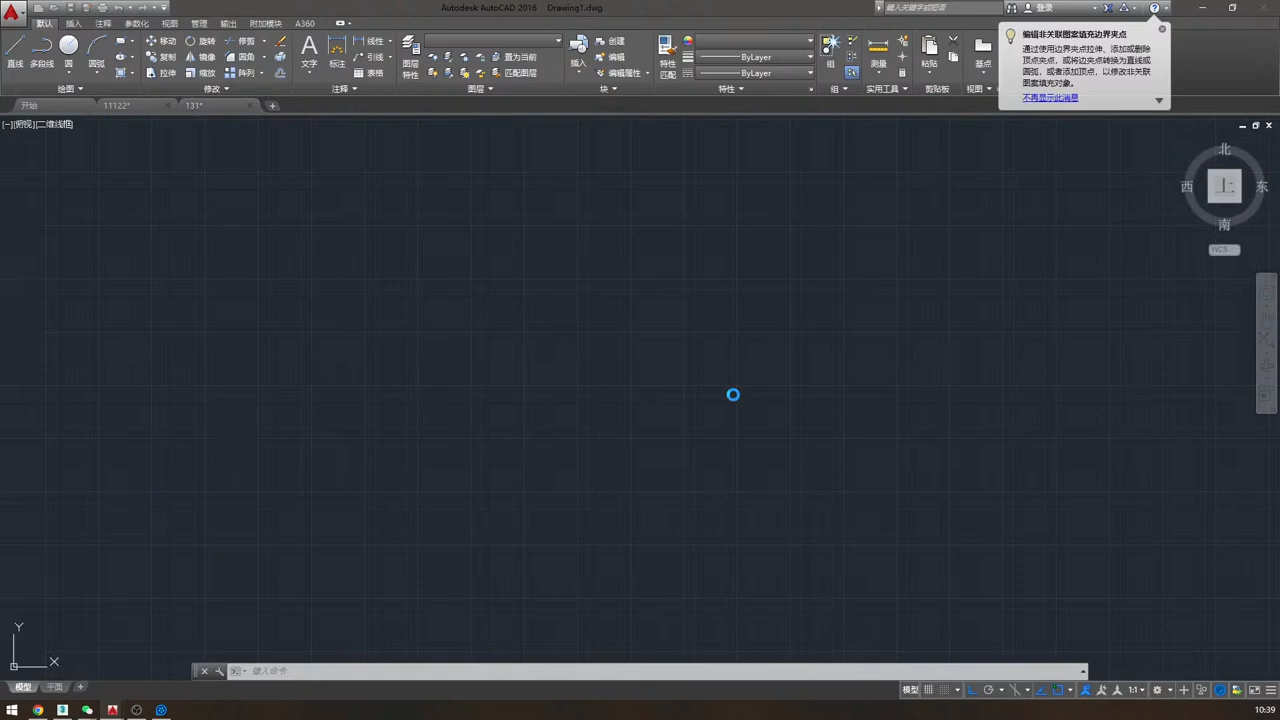 Autodesk AutoCAD 2016 Drawing1.dwg
键入关键字或短语
登录
默认 插入 注释 参数化 视图 管理 输出 附加模块 A360
直线 多段线 圆 圆弧
移动 旋转 修剪
复制 镜像 圆角
拉伸 缩放 阵列
文字 标注
线性
引线
表格
图层特性
置为当前
匹配图层
插入
创建
编辑
编辑属性
特性匹配
ByLayer
ByLayer
组
测量
粘贴
基点
绘图 修改 注释 图层 块 特性 组 实用工具 剪贴板 视图
编辑非关联图案填充边界夹点
通过使用边界夹点拉伸、添加或删除
顶点夹点，或将边夹点转换为直线或
圆弧，或者添加顶点，以修改非关联
图案填充对象。
不再显示此消息
开始 11122* 131*
[−][俯视][二维线框]
北
西 上 东
南
WCS
Y
X
键入命令
模型 平面
模型 1:1
10:39